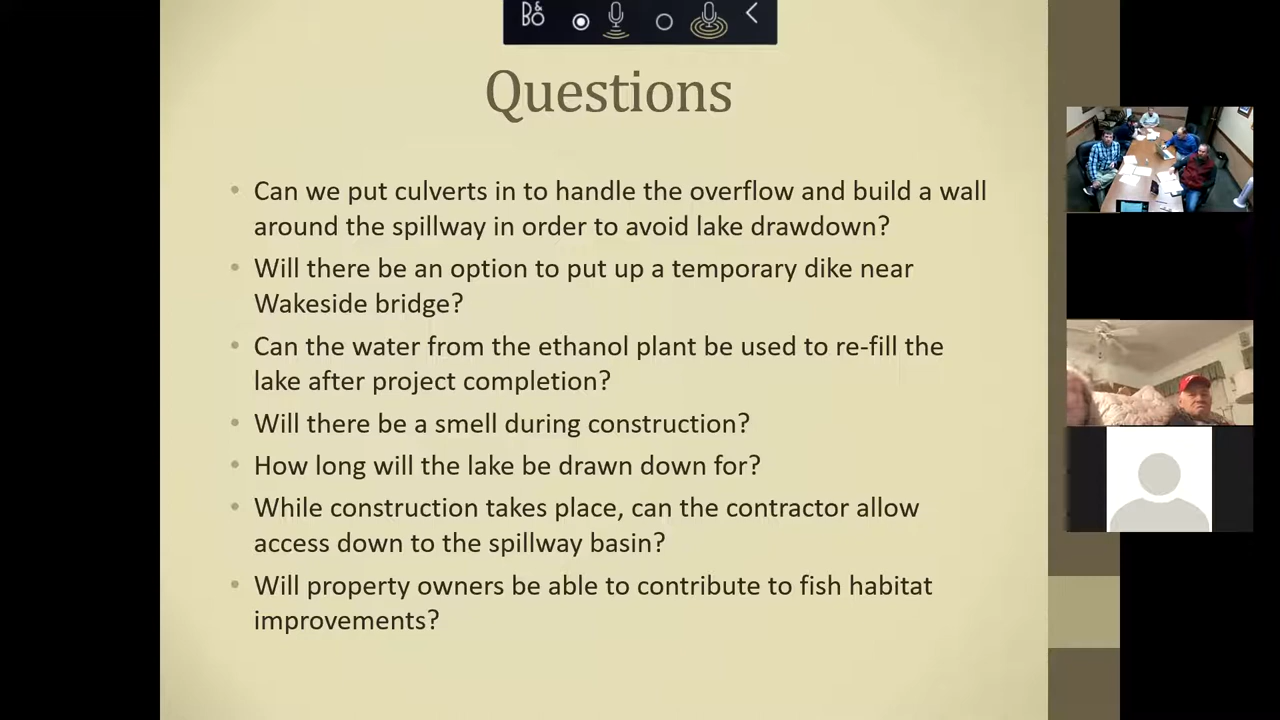 B&O
Questions
Can we put culverts in to handle the overflow and build a wall
around the spillway in order to avoid lake drawdown?
Will there be an option to put up a temporary dike near
Wakeside bridge?
Can the water from the ethanol plant be used to re-fill the
lake after project completion?
Will there be a smell during construction?
How long will the lake be drawn down for?
While construction takes place, can the contractor allow
access down to the spillway basin?
Will property owners be able to contribute to fish habitat
improvements?